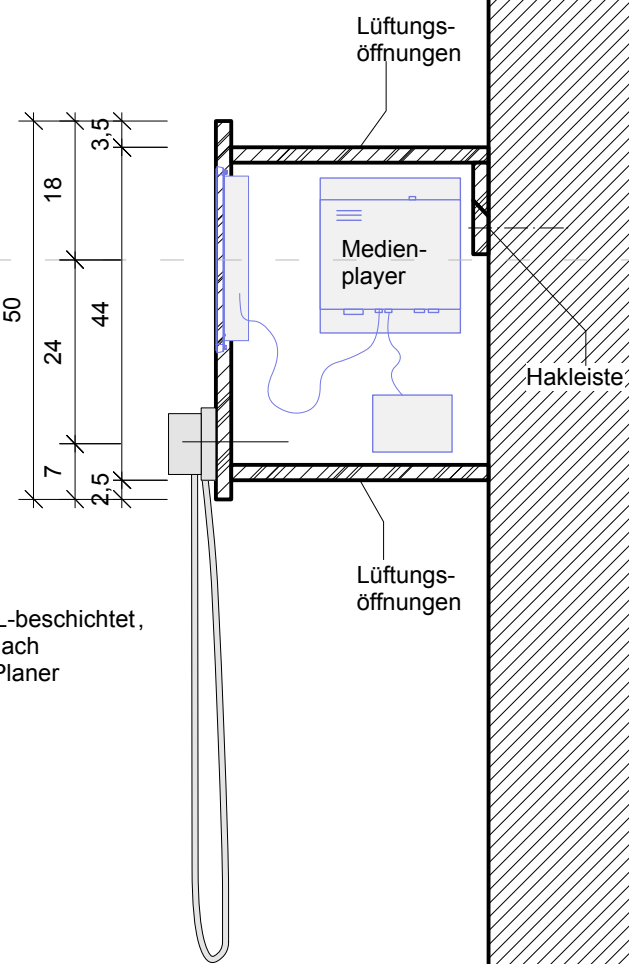 Lüftungs-
öffnungen
3,5
18
Medien-
player
50
44
24
Hakleiste
7
2,5
Lüftungs-
öffnungen
L-beschichtet,
ach
Planer